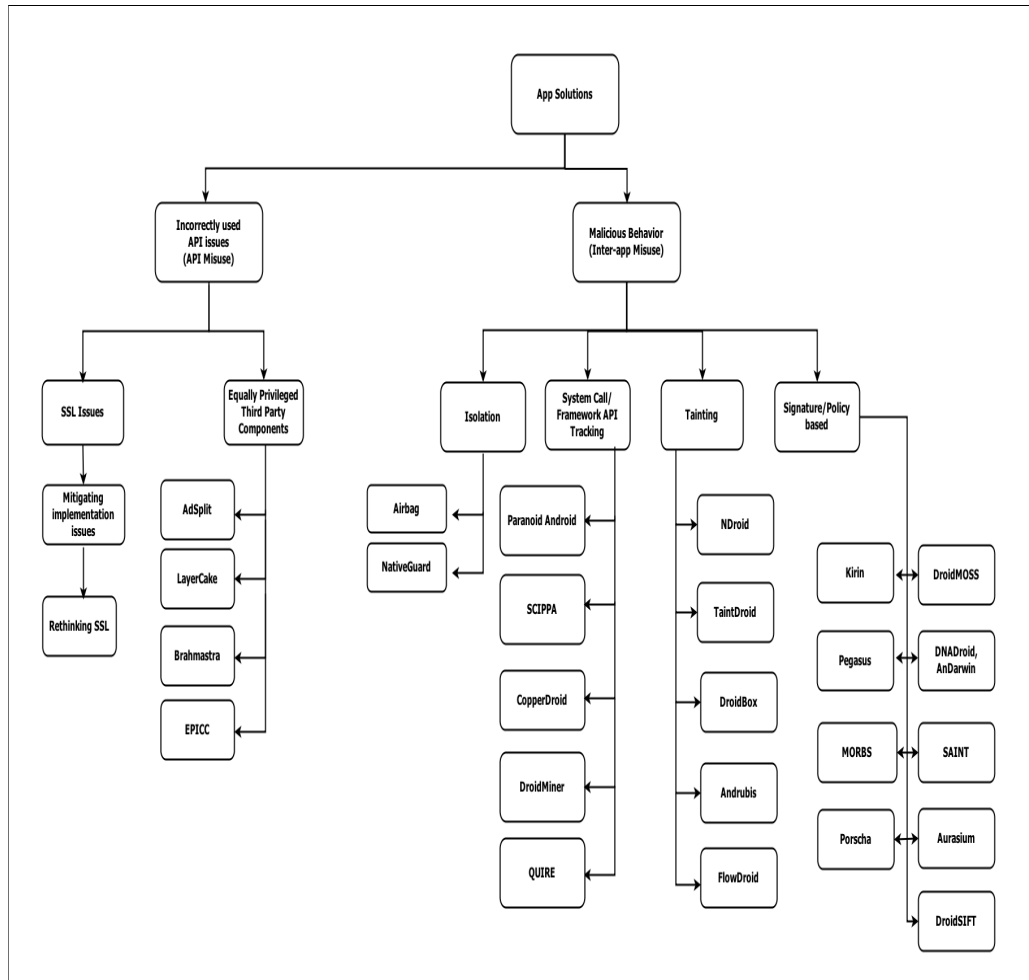 App Solutions
Incorrectly used
API issues
(API Misuse)
Malicious Behavior
(Inter-app Misuse)
SSL Issues
Equally Privileged
Third Party
Components
Isolation
System Call/
Framework API
Tracking
Tainting
Signature/Policy
based
Mitigating
implementation
issues
Rethinking SSL
AdSplit
LayerCake
Brahmastra
EPICC
Airbag
NativeGuard
Paranoid Android
SCIPPA
CopperDroid
DroidMiner
QUIRE
NDroid
TaintDroid
DroidBox
Andrubis
FlowDroid
Kirin
DroidMOSS
Pegasus
DNADroid,
AnDarwin
MORBS
SAINT
Porscha
Aurasium
DroidSIFT